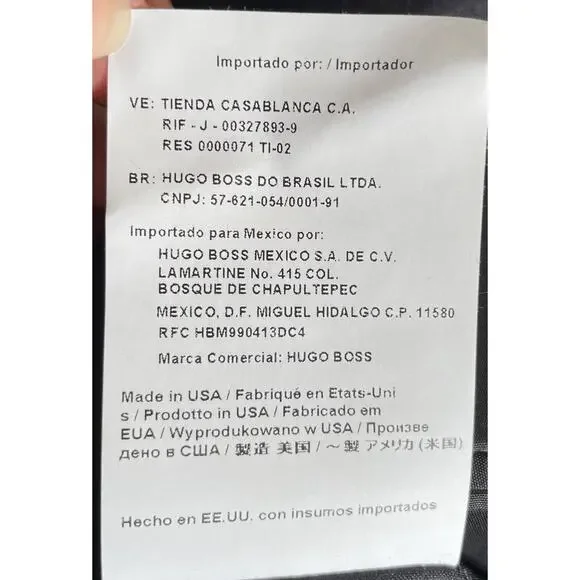 Importado por: / Importador
VE: TIENDA CASABLANCA C.A.
RIF - J - 00327893-9
RES 0000071 TI-02
BR: HUGO BOSS DO BRASIL LTDA.
CNPJ: 57-621-054/0001-91
Importado para Mexico por:
HUGO BOSS MEXICO S.A. DE C.V.
LAMARTINE No. 415 COL.
BOSQUE DE CHAPULTEPEC
MEXICO, D.F. MIGUEL HIDALGO C.P. 11580
RFC HBM990413DC4
Marca Comercial: HUGO BOSS
Made in USA / Fabriqué en Etats-Uni
s / Prodotto in USA / Fabricado em
EUA / Wyprodukowano w USA / Произве
дено в США / 製造 美国 / ～製 アメリカ (米国)
Hecho en EE.UU. con insumos importados